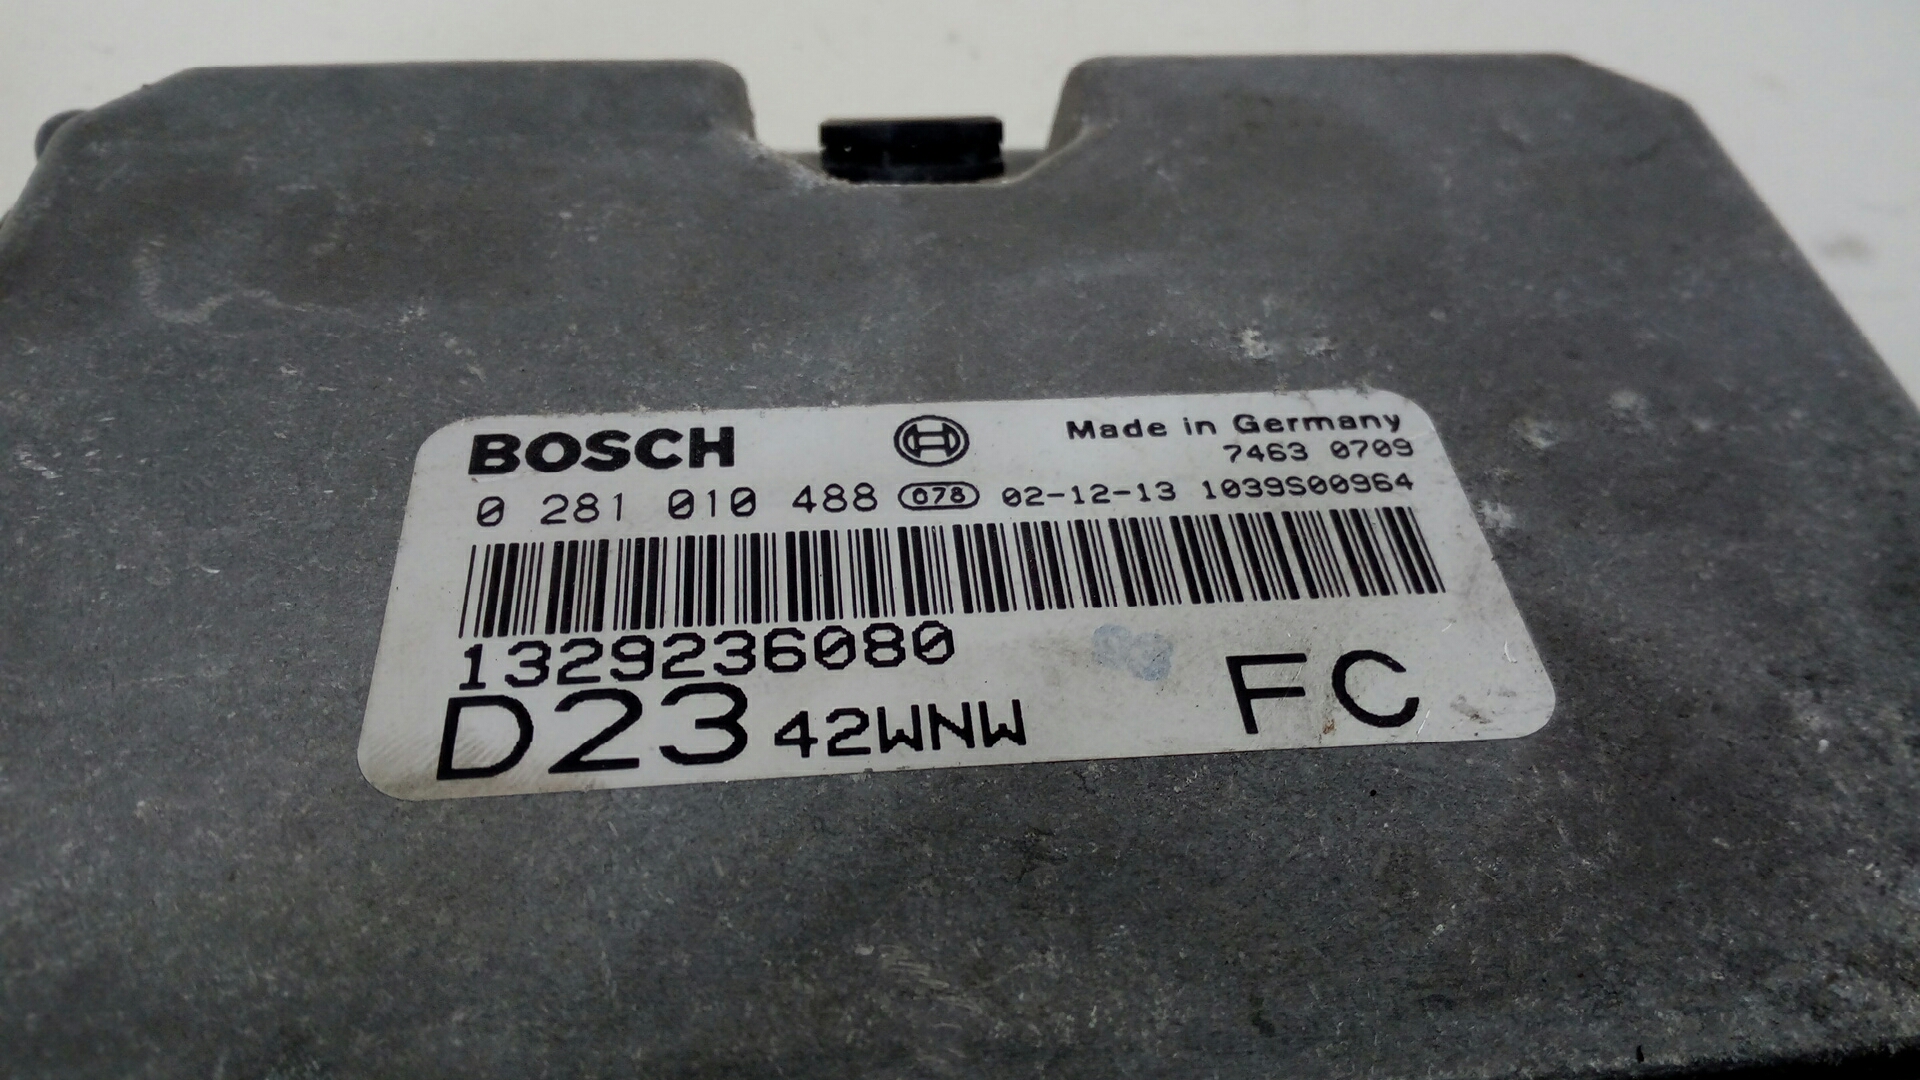 BOSCH
Made in Germany
7463 0709
0 281 010 488 078 02-12-13 1039S00964
1329236080
D23 42WNW FC